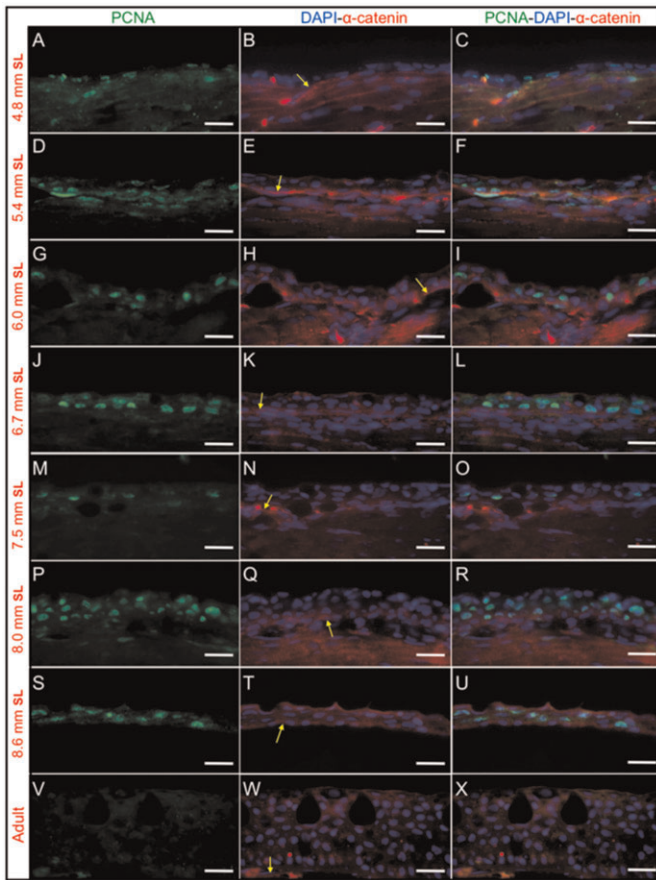 PCNA DAPI-α-catenin PCNA-DAPI-α-catenin
4.8 mm SL
A B C
5.4 mm SL
D E F
6.0 mm SL
G H I
6.7 mm SL
J K L
7.5 mm SL
M N O
8.0 mm SL
P Q R
8.6 mm SL
S T U
Adult
V W X